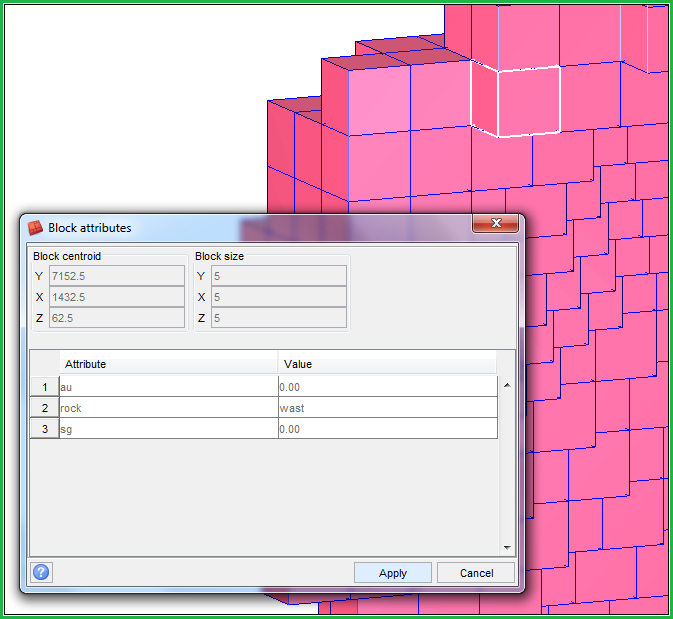 Block attributes
Block centroid Block size
Y 7152.5 Y 5
X 1432.5 X 5
Z 62.5 Z 5
Attribute Value
1 au 0.00
2 rock wast
3 sg 0.00
? Apply Cancel